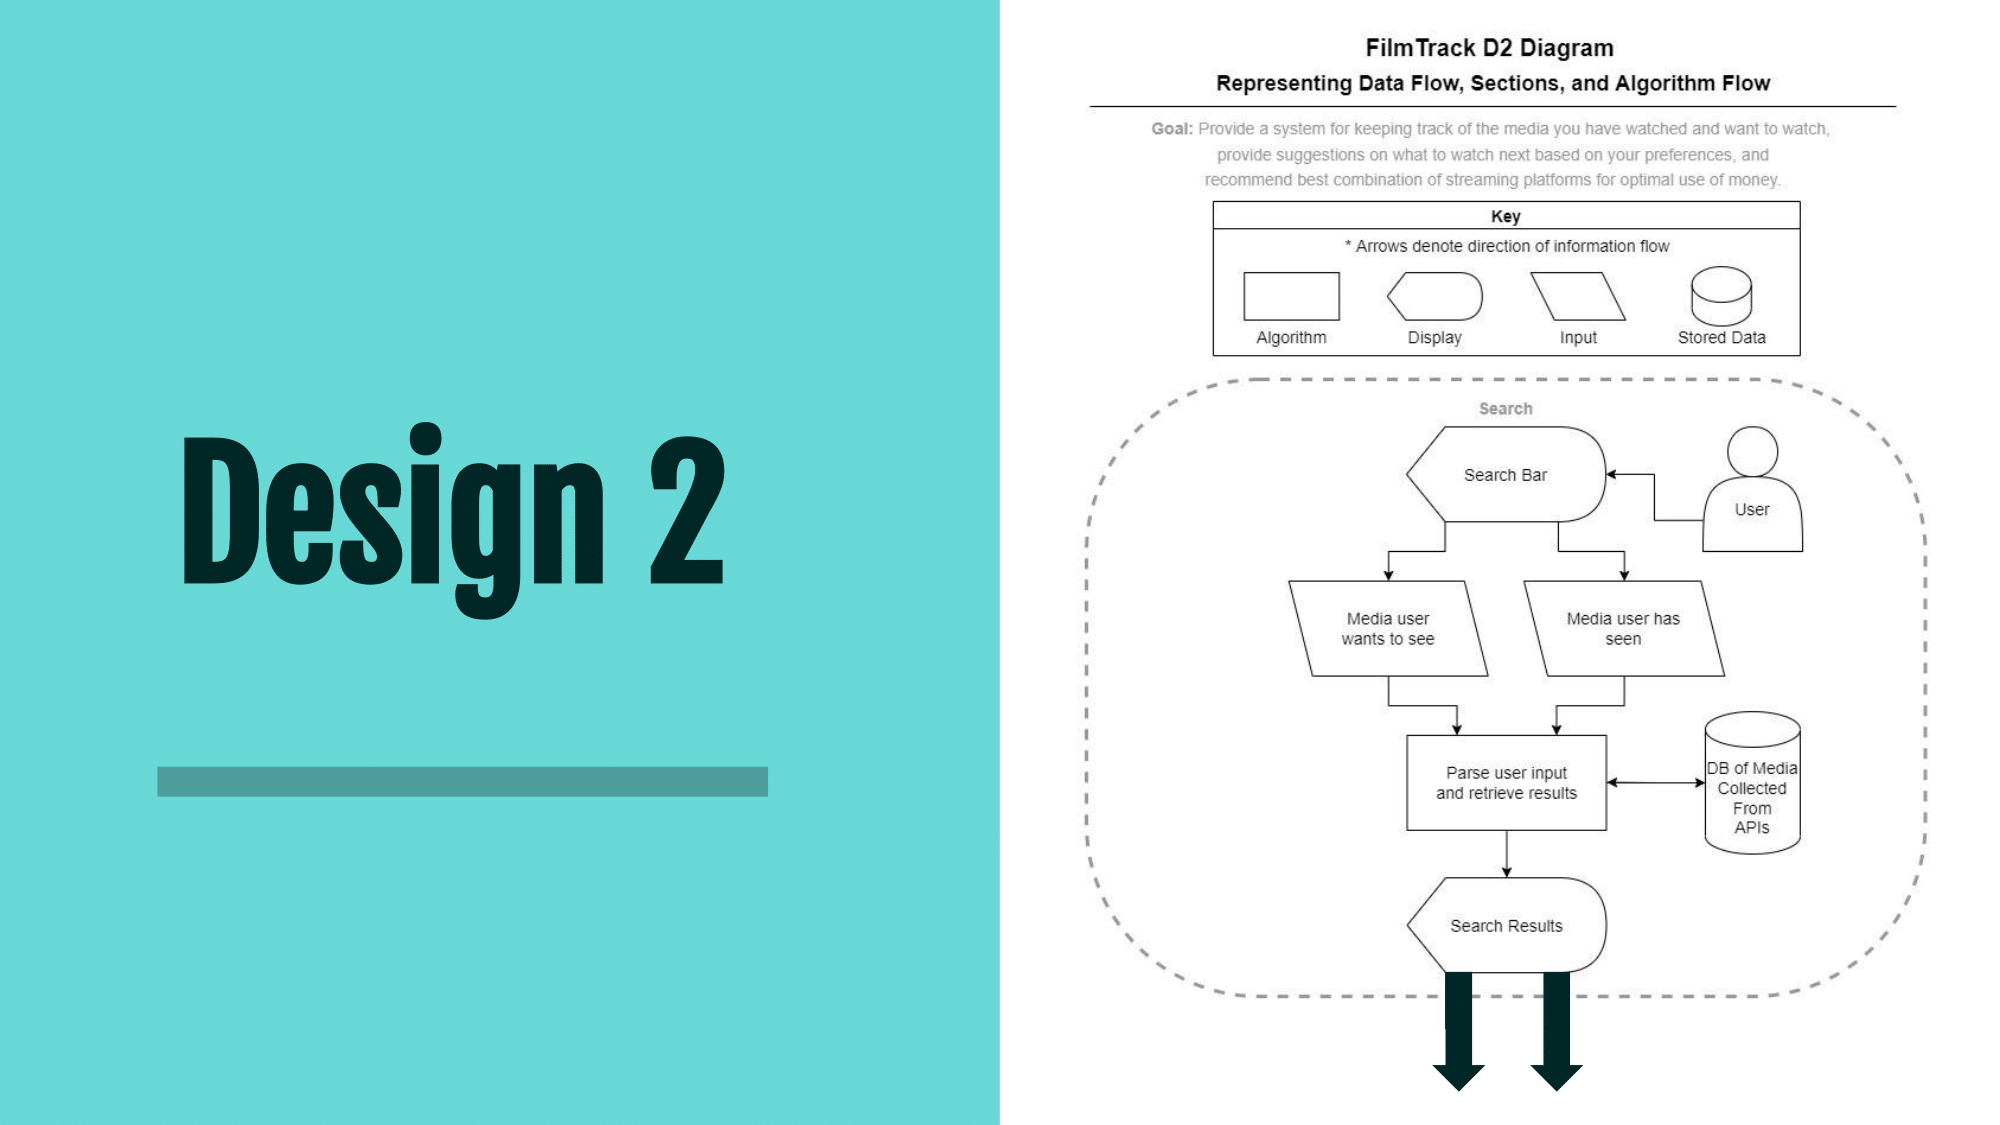 Design 2
FilmTrack D2 Diagram
Representing Data Flow, Sections, and Algorithm Flow
Goal: Provide a system for keeping track of the media you have watched and want to watch,
provide suggestions on what to watch next based on your preferences, and
recommend best combination of streaming platforms for optimal use of money.
Key
* Arrows denote direction of information flow
Algorithm
Display
Input
Stored Data
Search
Search Bar
User
Media user
wants to see
Media user has
seen
Parse user input
and retrieve results
DB of Media
Collected
From
APIs
Search Results